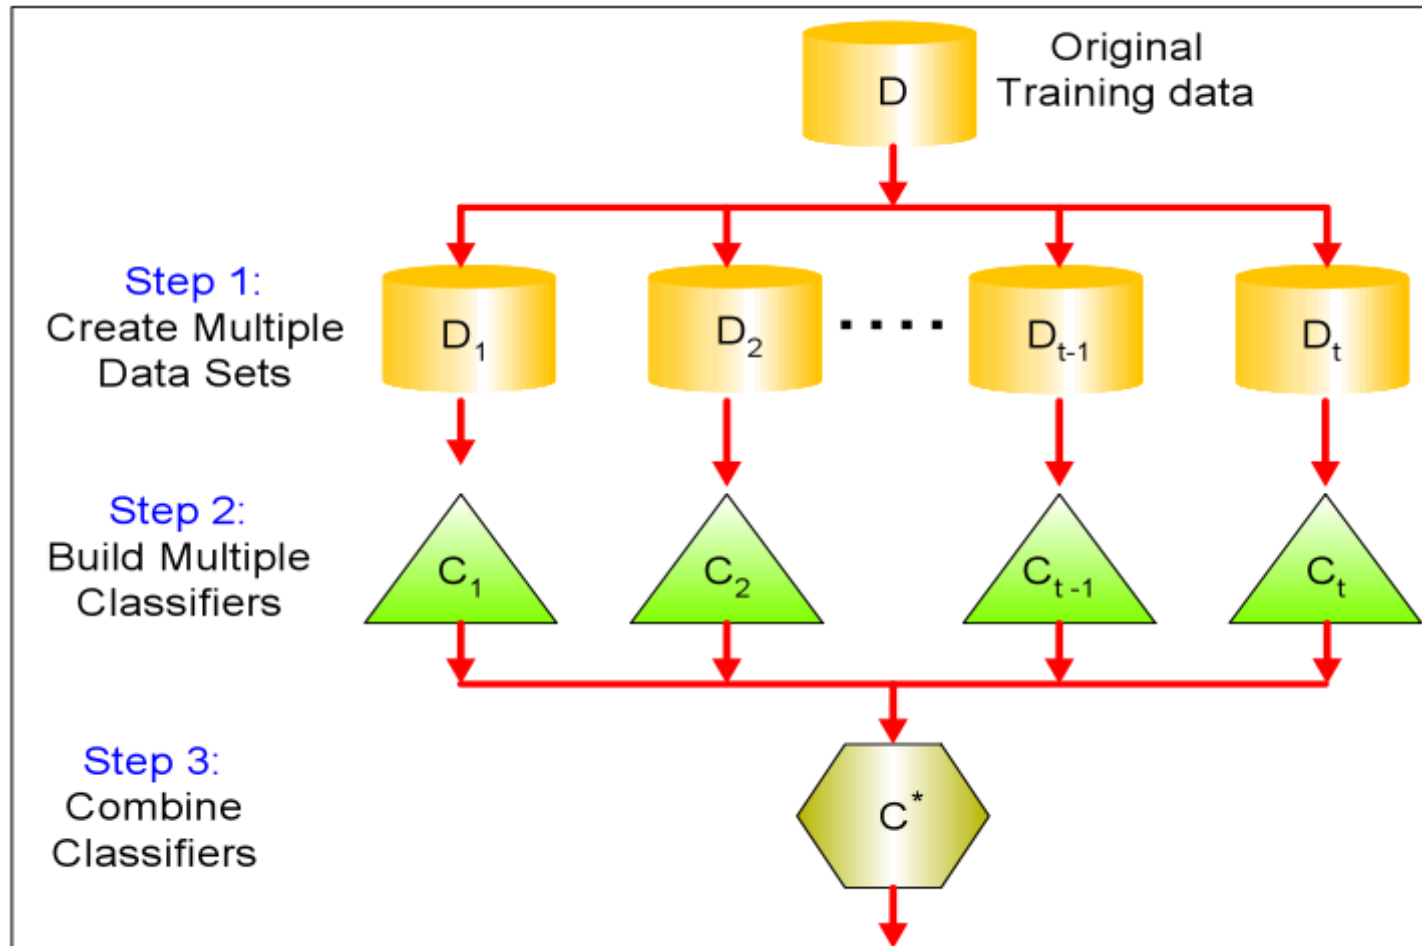 D
Original
Training data
Step 1:
Create Multiple
Data Sets
D1
D2
....
Dt-1
Dt
Step 2:
Build Multiple
Classifiers
C1
C2
Ct-1
Ct
Step 3:
Combine
Classifiers
C*